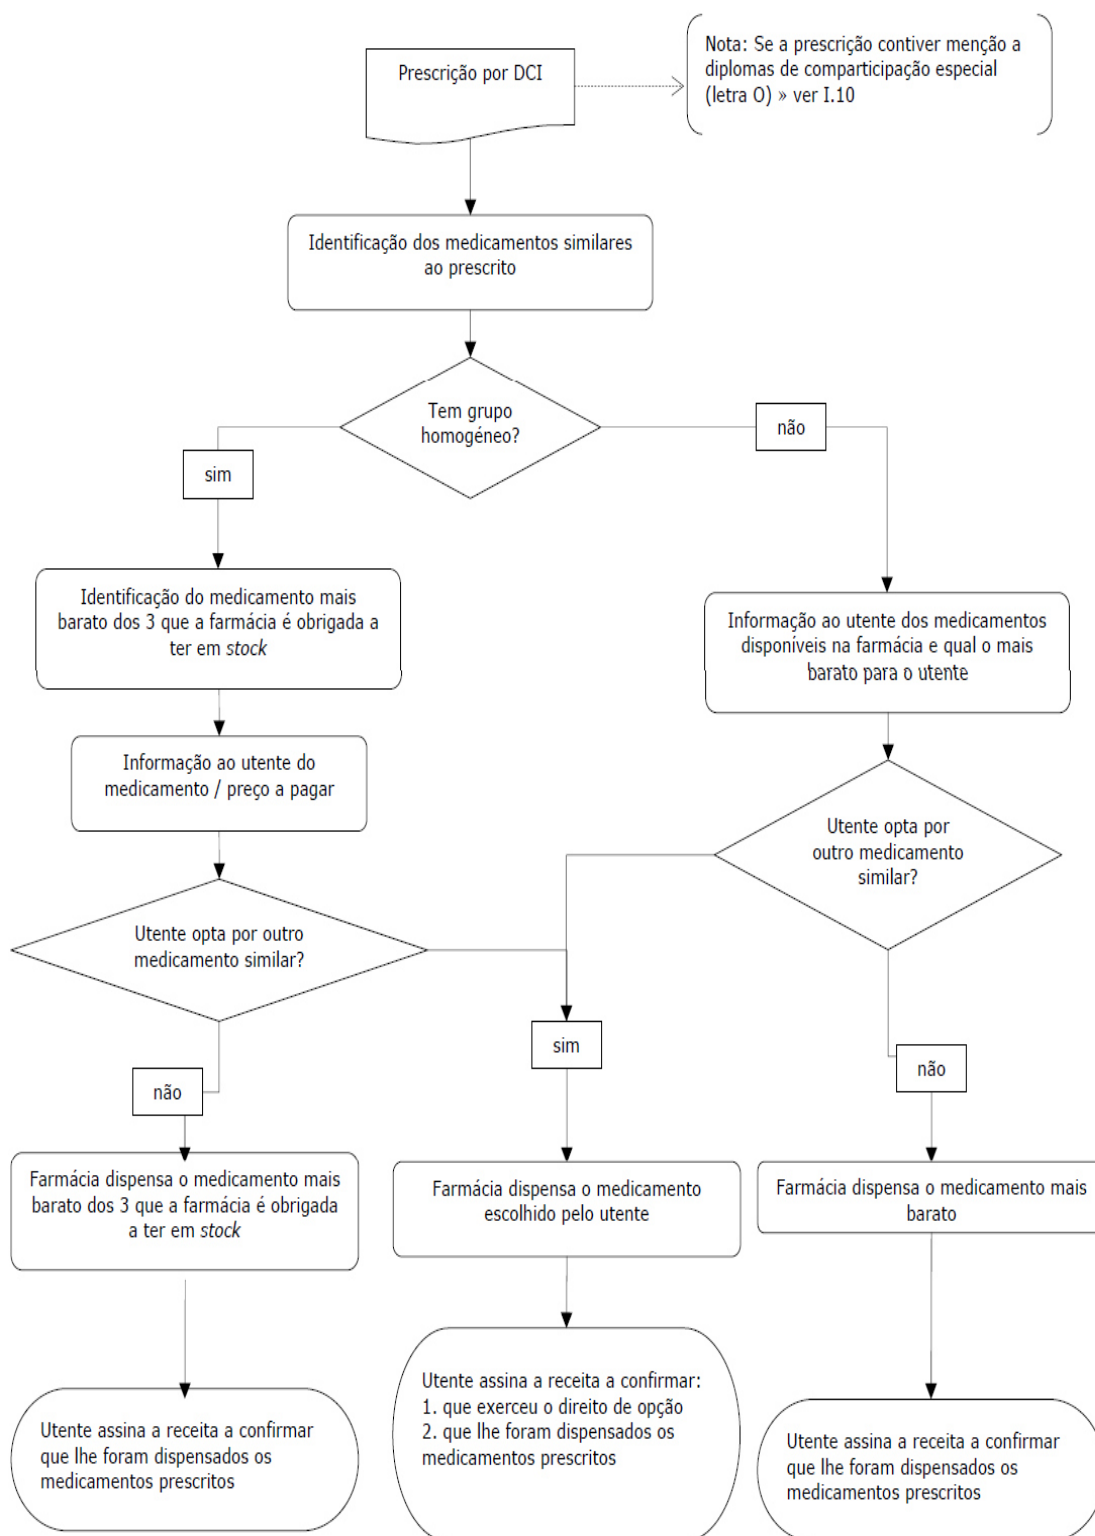 Prescrição por DCI
Nota: Se a prescrição contiver menção a
diplomas de comparticipação especial
(letra O) » ver I.10
Identificação dos medicamentos similares
ao prescrito
Tem grupo
homogéneo?
não
sim
Identificação do medicamento mais
barato dos 3 que a farmácia é obrigada a
ter em stock
Informação ao utente dos medicamentos
disponíveis na farmácia e qual o mais
barato para o utente
Informação ao utente do
medicamento / preço a pagar
Utente opta por
outro medicamento
similar?
Utente opta por outro
medicamento similar?
sim
não
não
Farmácia dispensa o medicamento mais
barato dos 3 que a farmácia é obrigada
a ter em stock
Farmácia dispensa o medicamento
escolhido pelo utente
Farmácia dispensa o medicamento mais
barato
Utente assina a receita a confirmar
que lhe foram dispensados os
medicamentos prescritos
Utente assina a receita a confirmar:
1. que exerceu o direito de opção
2. que lhe foram dispensados os
medicamentos prescritos
Utente assina a receita a confirmar
que lhe foram dispensados os
medicamentos prescritos